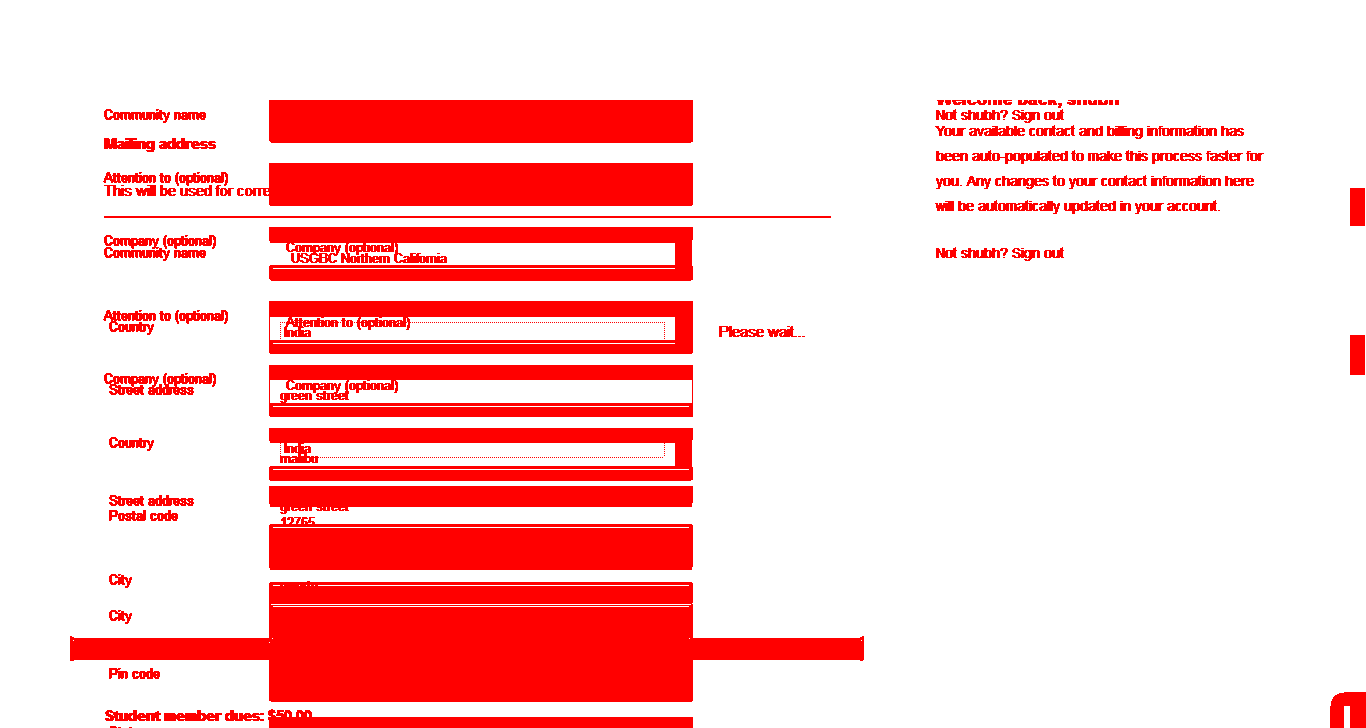 Community name
Mailing address
Attention to (optional)
This will be used for corre
Company (optional)
Community name
Company (optional)
USGBC Northern California
Attention to (optional)
Country
Attention to (optional)
India
Please wait...
Company (optional)
Street address
Company (optional)
green street
Country
India
malibu
Street address
Postal code
green street
12765
City
City
Pin code
Student member dues: $50.00
Welcome back, shubh
Not shubh? Sign out
Your available contact and billing information has
been auto-populated to make this process faster for
you. Any changes to your contact information here
will be automatically updated in your account.
Not shubh? Sign out